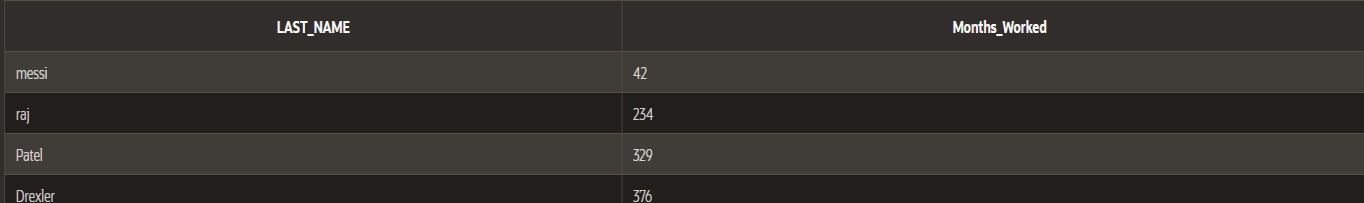 LAST_NAME Months_Worked
messi 42
raj 234
Patel 329
Drexler 376